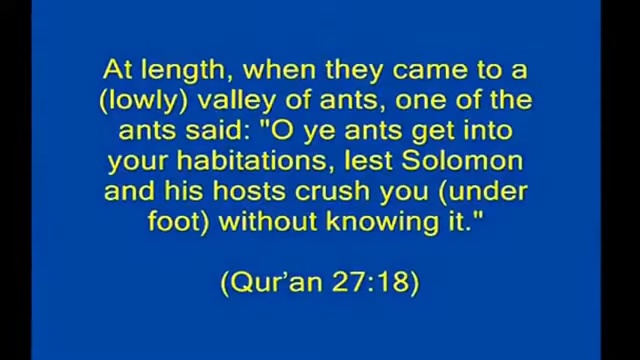 At length, when they came to a
(lowly) valley of ants, one of the
ants said: "O ye ants get into
your habitations, lest Solomon
and his hosts crush you (under
foot) without knowing it."
(Qur’an 27:18)